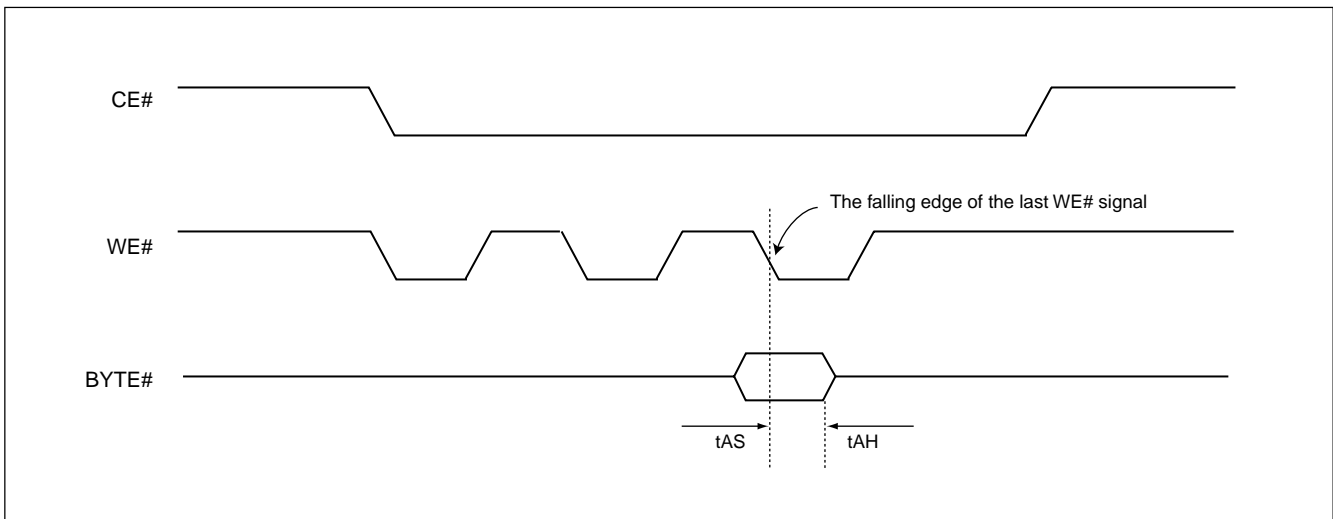 CE#
The falling edge of the last WE# signal
WE#
BYTE#
tAS
tAH